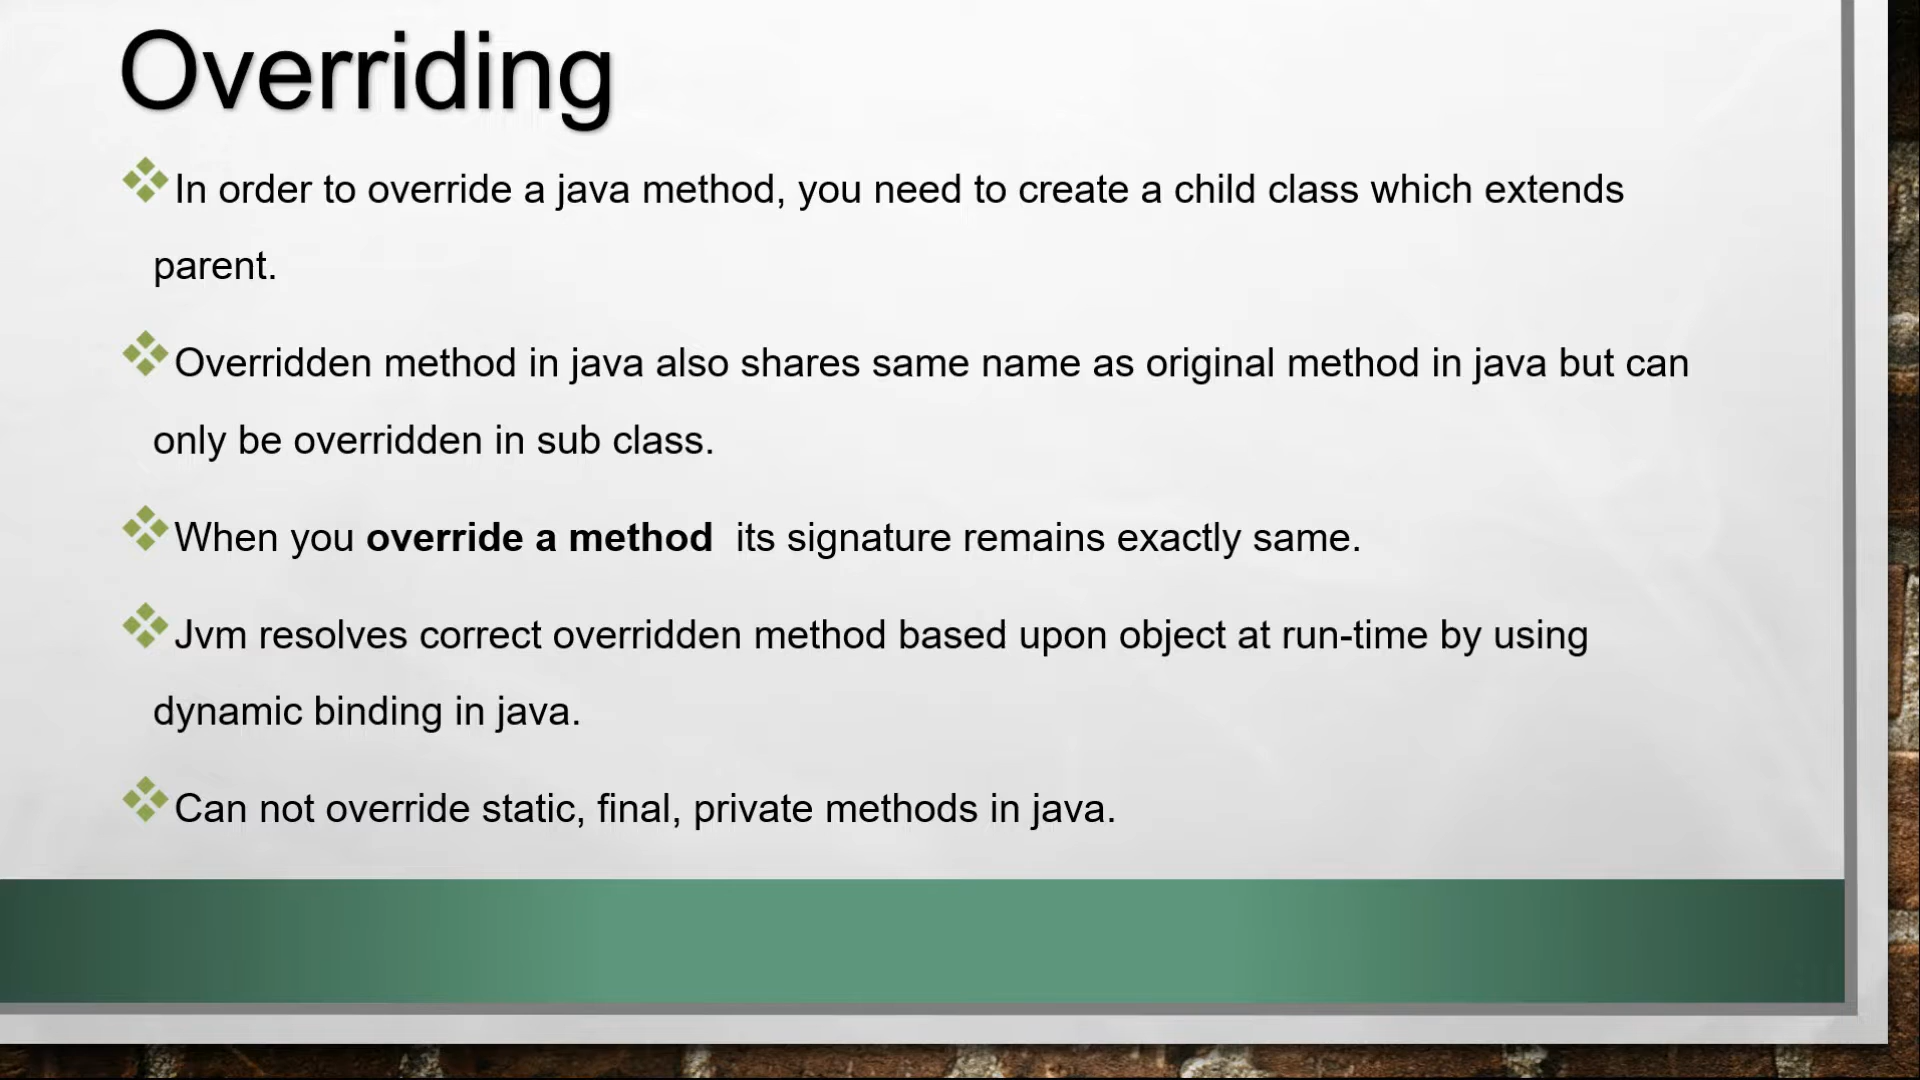 Overriding
In order to override a java method, you need to create a child class which extends
parent.
Overridden method in java also shares same name as original method in java but can
only be overridden in sub class.
When you override a method its signature remains exactly same.
Jvm resolves correct overridden method based upon object at run-time by using
dynamic binding in java.
Can not override static, final, private methods in java.